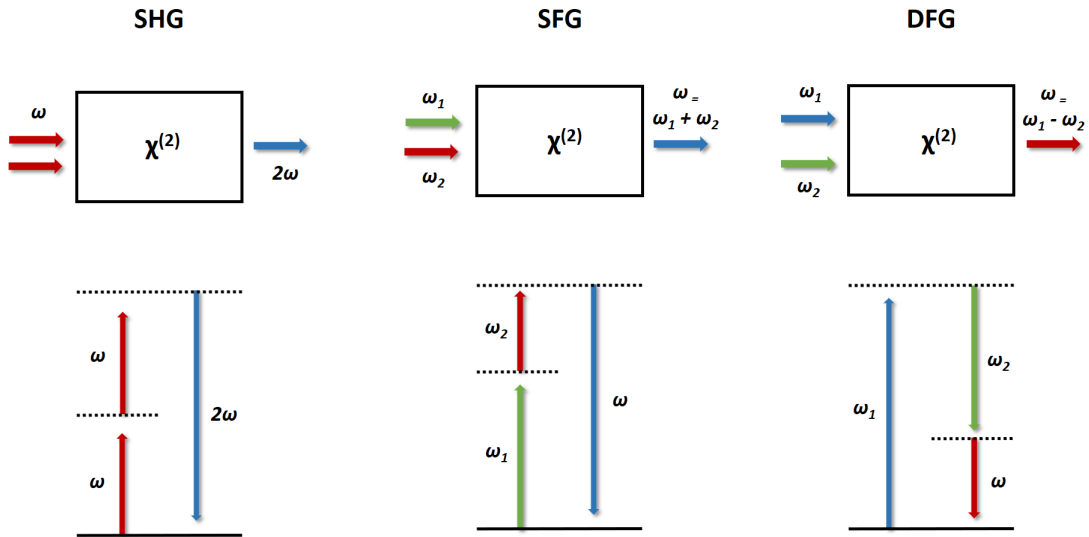 SHG
SFG
DFG
ω
χ(2)
2ω
ω1
ω2
χ(2)
ω =
ω1 + ω2
ω1
ω2
χ(2)
ω =
ω1 - ω2
ω
ω
2ω
ω2
ω1
ω
ω1
ω2
ω